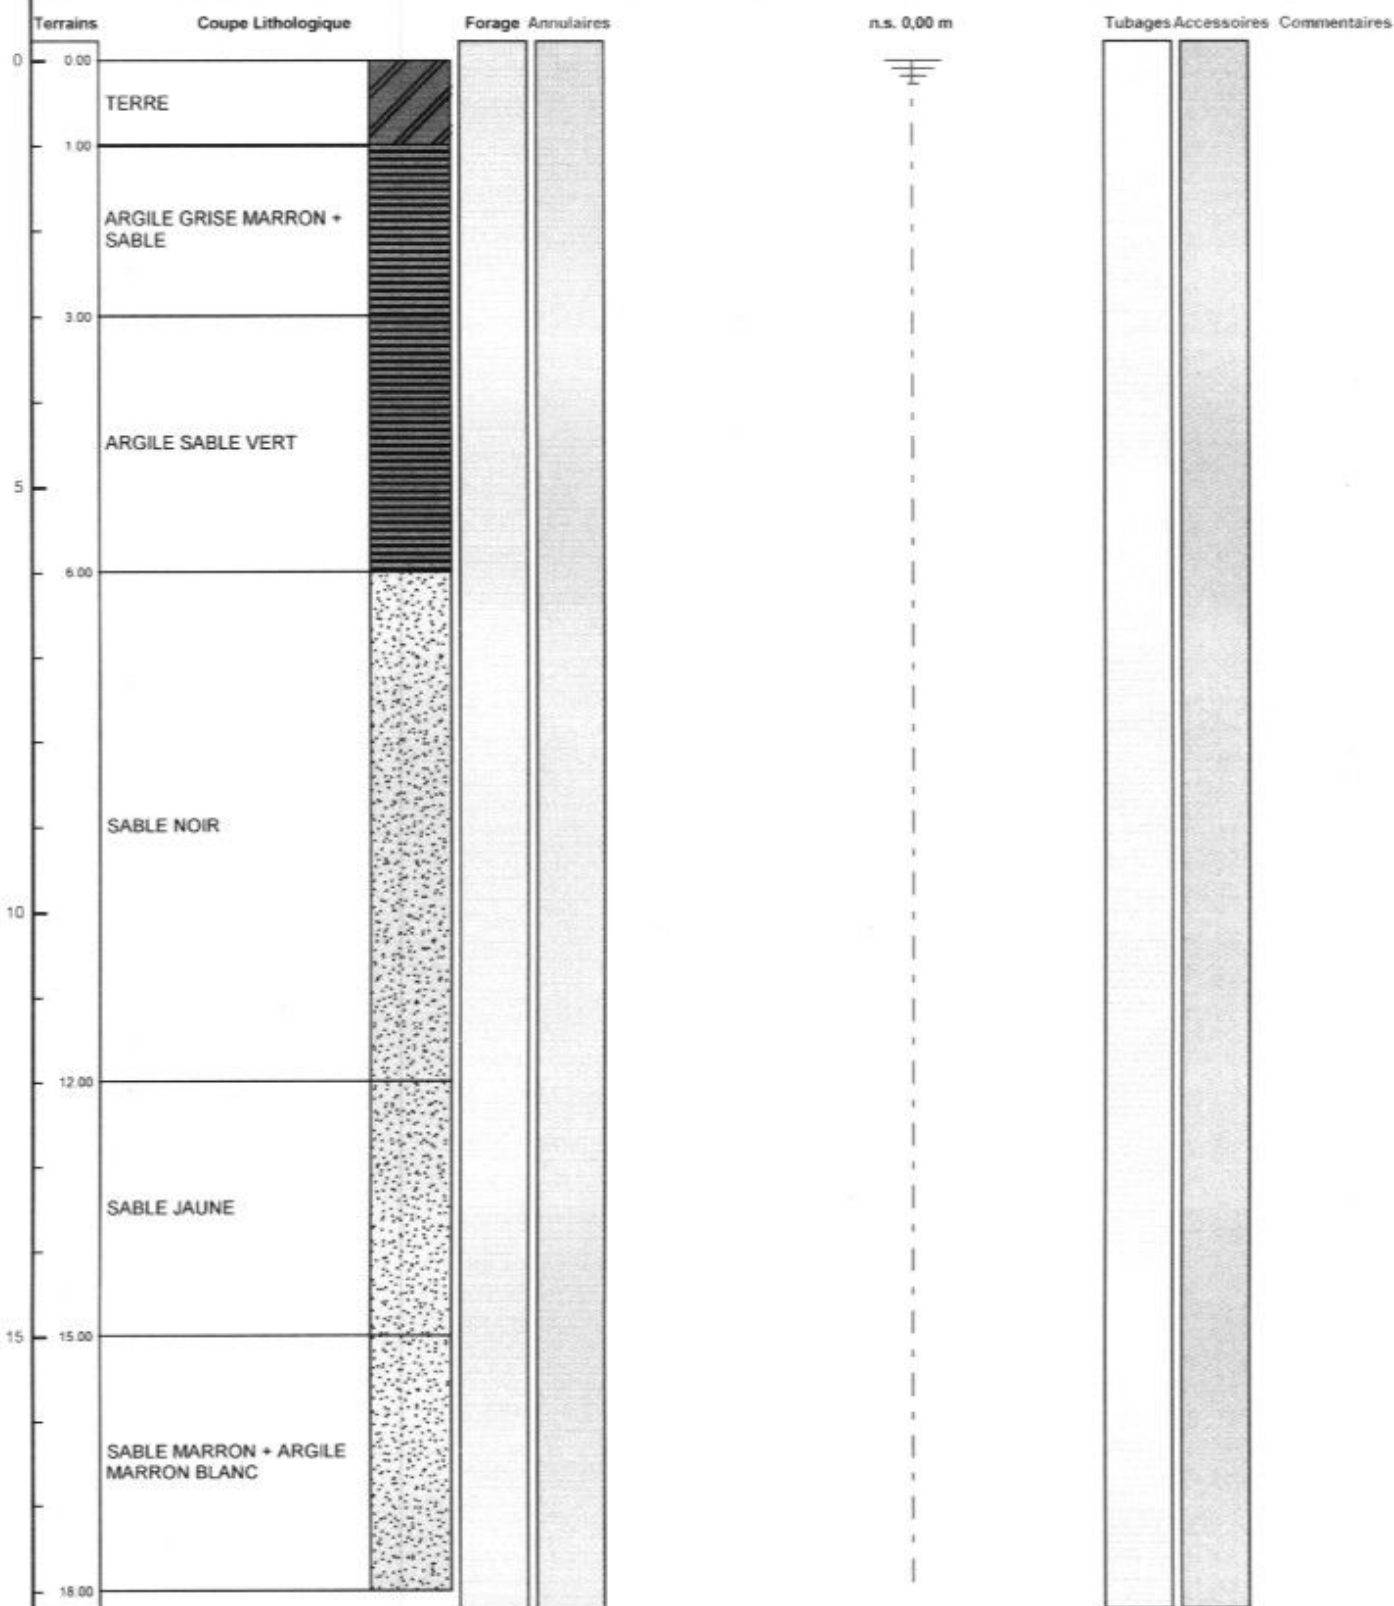 Terrains Coupe Lithologique Forage Annulaires n.s. 0,00 m Tubages Accessoires Commentaires
0 0.00
TERRE
1.00
ARGILE GRISE MARRON +
SABLE
3.00
ARGILE SABLE VERT
5
6.00
SABLE NOIR
10
12.00
SABLE JAUNE
15 15.00
SABLE MARRON + ARGILE
MARRON BLANC
18.00